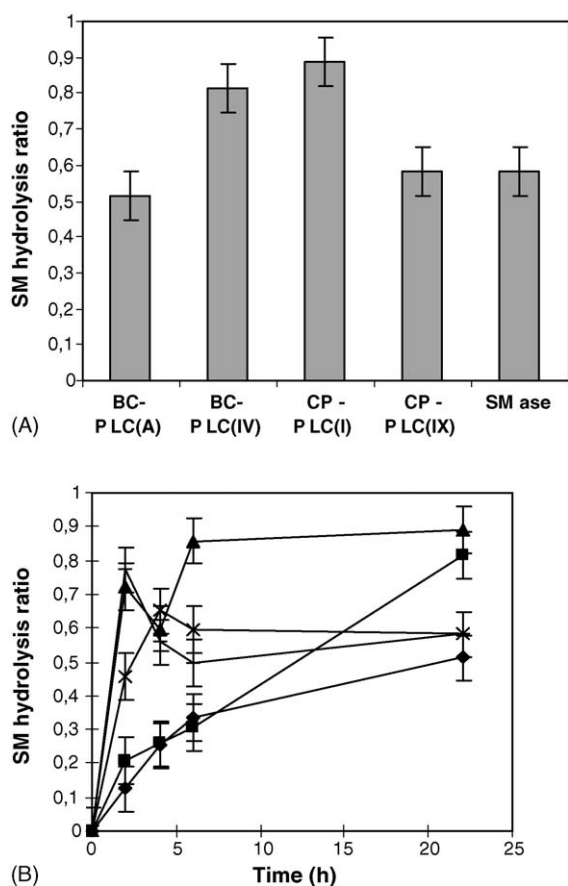 SM hydrolysis ratio
1
0,9
0,8
0,7
0,6
0,5
0,4
0,3
0,2
0,1
0
BC- BC- CP - CP - SM ase
P LC(A) P LC(IV) P LC(I) P LC(IX)
(A)
SM hydrolysis ratio
1
0,9
0,8
0,7
0,6
0,5
0,4
0,3
0,2
0,1
0
0 5 10 15 20 25
Time (h)
(B)